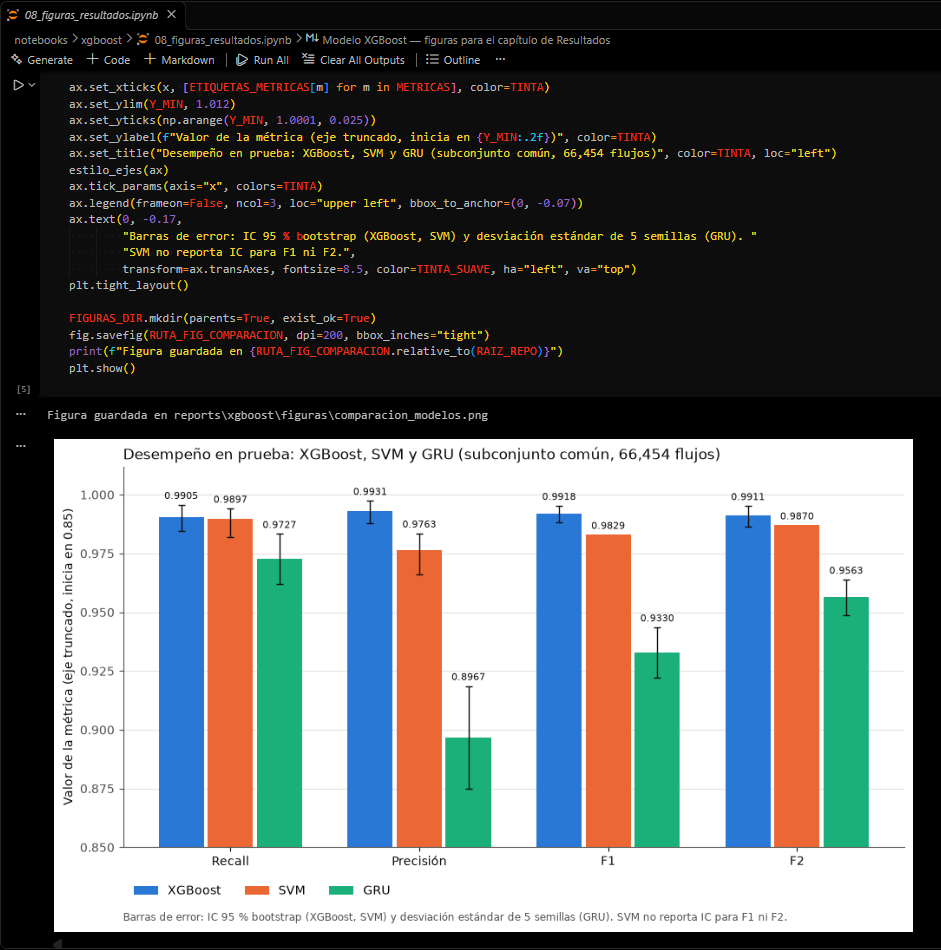 08_figuras_resultados.ipynb
notebooks > xgboost > 08_figuras_resultados.ipynb > M↓ Modelo XGBoost — figuras para el capítulo de Resultados
Generate + Code + Markdown | Run All Clear All Outputs | Outline ...
ax.set_xticks(x, [ETIQUETAS_METRICAS[m] for m in METRICAS], color=TINTA)
ax.set_ylim(Y_MIN, 1.012)
ax.set_yticks(np.arange(Y_MIN, 1.0001, 0.025))
ax.set_ylabel(f"Valor de la métrica (eje truncado, inicia en {Y_MIN:.2f})", color=TINTA)
ax.set_title("Desempeño en prueba: XGBoost, SVM y GRU (subconjunto común, 66,454 flujos)", color=TINTA, loc="left")
estilo_ejes(ax)
ax.tick_params(axis="x", colors=TINTA)
ax.legend(frameon=False, ncol=3, loc="upper left", bbox_to_anchor=(0, -0.07))
ax.text(0, -0.17,
"Barras de error: IC 95 % bootstrap (XGBoost, SVM) y desviación estándar de 5 semillas (GRU). "
"SVM no reporta IC para F1 ni F2.",
transform=ax.transAxes, fontsize=8.5, color=TINTA_SUAVE, ha="left", va="top")
plt.tight_layout()
FIGURAS_DIR.mkdir(parents=True, exist_ok=True)
fig.savefig(RUTA_FIG_COMPARACION, dpi=200, bbox_inches="tight")
print(f"Figura guardada en {RUTA_FIG_COMPARACION.relative_to(RAIZ_REPO)}")
plt.show()
[5]
... Figura guardada en reports\xgboost\figuras\comparacion_modelos.png
...
Desempeño en prueba: XGBoost, SVM y GRU (subconjunto común, 66,454 flujos)
Valor de la métrica (eje truncado, inicia en 0.85)
1.000
0.975
0.950
0.925
0.900
0.875
0.850
0.9905 0.9897 0.9727
0.9931 0.9763 0.8967
0.9918 0.9829 0.9330
0.9911 0.9870 0.9563
Recall Precisión F1 F2
XGBoost SVM GRU
Barras de error: IC 95 % bootstrap (XGBoost, SVM) y desviación estándar de 5 semillas (GRU). SVM no reporta IC para F1 ni F2.